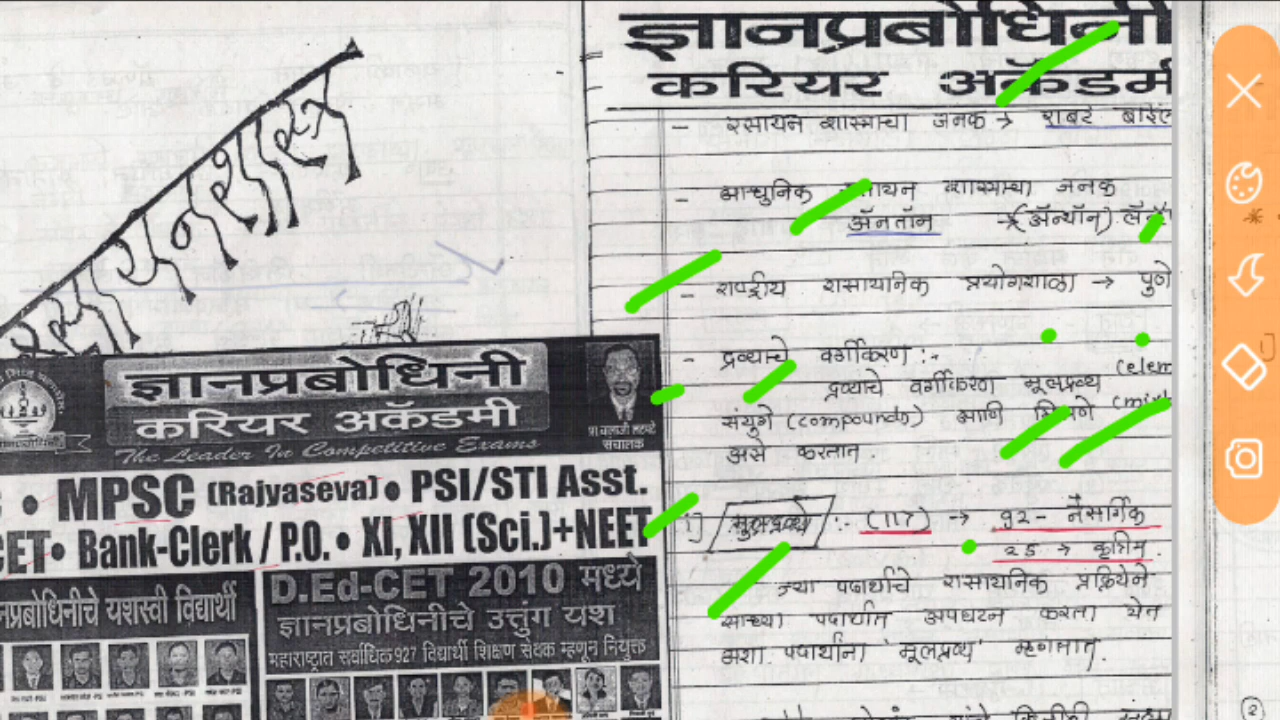 रसायनशास्त्र
ज्ञानप्रबोधिनी
करियर अकॅडमी
The Leader In Competitive Exams
संचालक
• MPSC (Rajyaseva) • PSI/STI Asst.
CET • Bank-Clerk / P.O. • XI, XII (Sci.)+NEET
ज्ञानप्रबोधिनीचे यशस्वी विद्यार्थी
D.Ed-CET 2010 मध्ये
ज्ञानप्रबोधिनीचे उत्तुंग यश
महाराष्ट्रात सर्वाधिक 927 विद्यार्थी शिक्षण सेवक म्हणून नियुक्त
ज्ञानप्रबोधिनी
करियर अकॅडमी
- रसायन शास्त्राचा जनक → रॉबर्ट
- आधुनिक रसायन शास्त्राचा जनक
अ‍ॅनतॉन → (अ‍ॅन्थॉन)
- राष्ट्रीय रासायनिक प्रयोगशाळा → पुणे
- द्रव्याचे वर्गीकरण :-
द्रव्याचे वर्गीकरण मूलद्रव्य (elem
संयुगे (compounds) आणि मिश्रणे (mixt
असे करतात.
1] मूलद्रव्ये :- (117) → 92 - नैसर्गिक
25 → कृत्रिम.
ज्या पदार्थाचे रासायनिक प्रक्रियेने
साध्या पदार्थात अपघटन करता येत
अशा पदार्थांना 'मूलद्रव्य' म्हणतात.
2